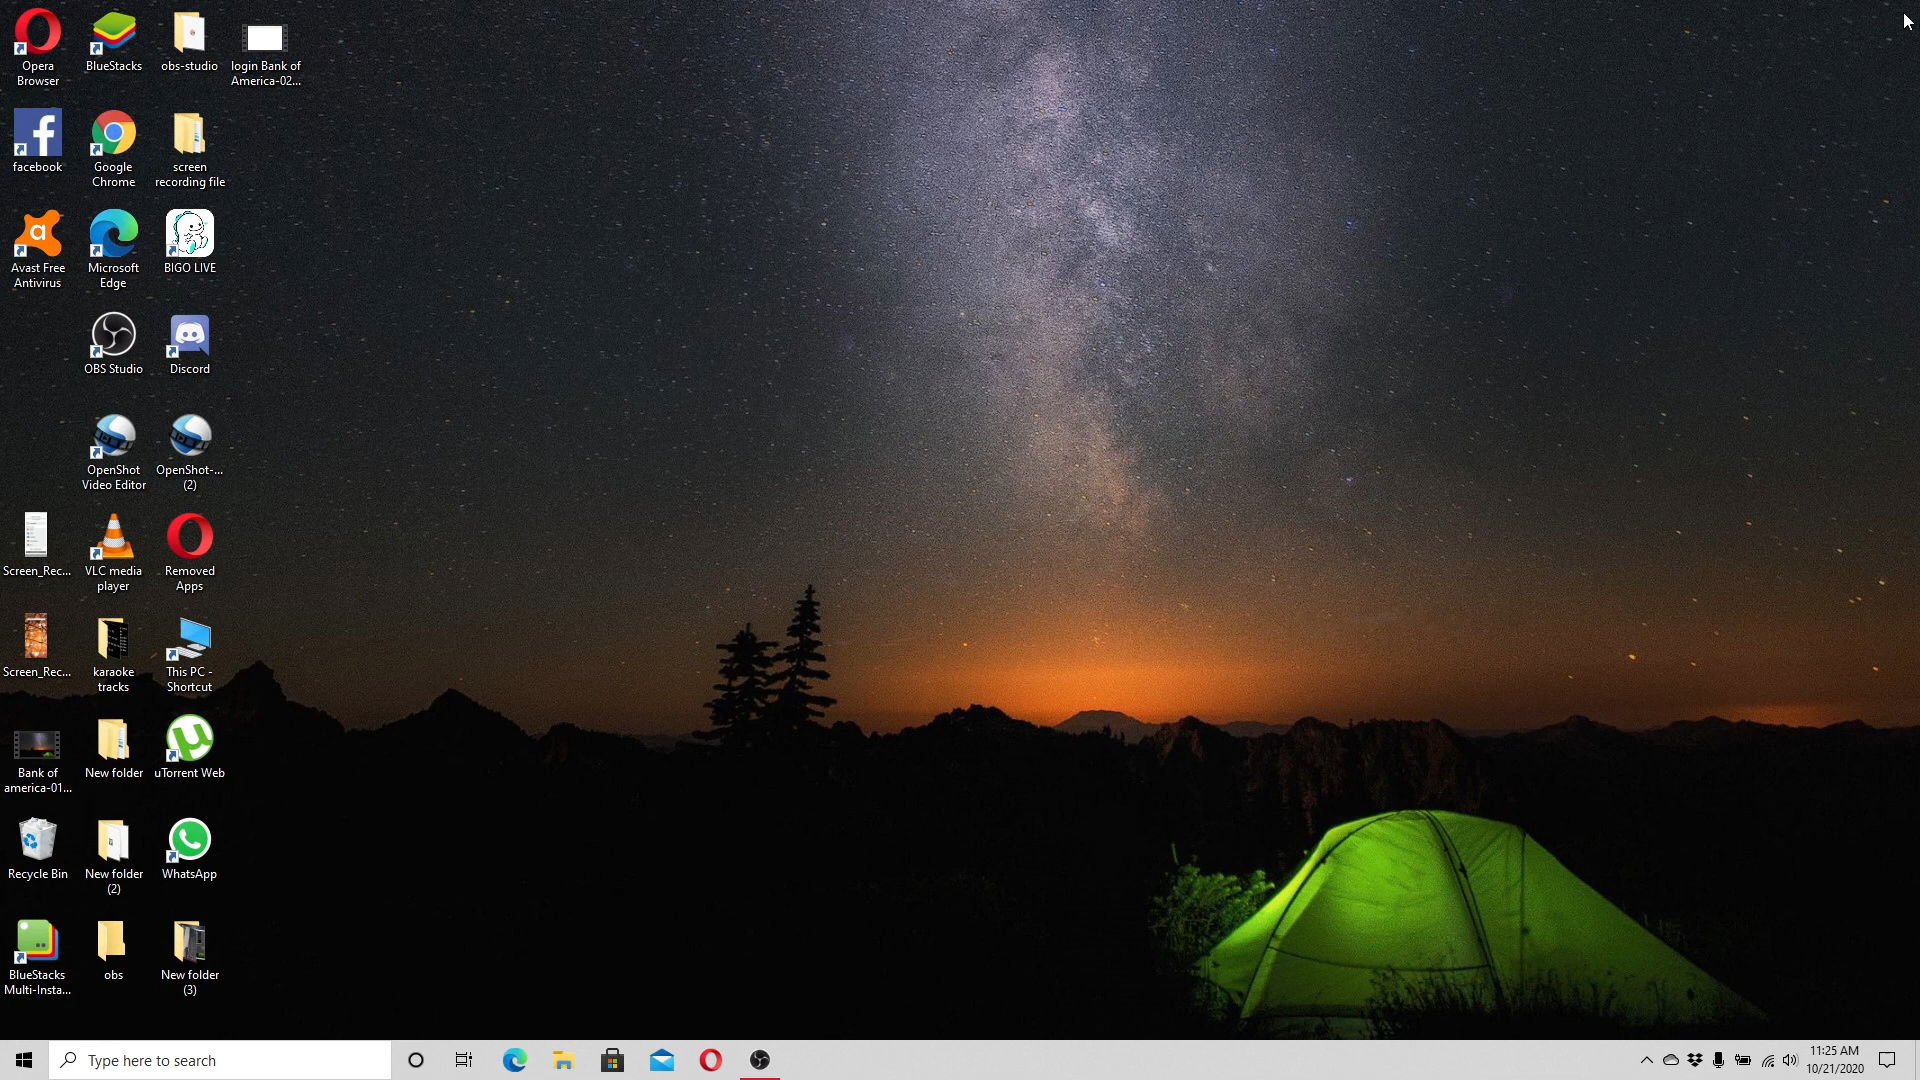 Opera
Browser
BlueStacks
obs-studio
login Bank of
America-02...
facebook
Google
Chrome
screen
recording file
Avast Free
Antivirus
Microsoft
Edge
BIGO LIVE
OBS Studio
Discord
OpenShot
Video Editor
OpenShot-...
(2)
Screen_Rec...
VLC media
player
Removed
Apps
Screen_Rec...
karaoke
tracks
This PC -
Shortcut
Bank of
america-01...
New folder
uTorrent Web
Recycle Bin
New folder
(2)
WhatsApp
BlueStacks
Multi-Insta...
obs
New folder
(3)
Type here to search
11:25 AM
10/21/2020